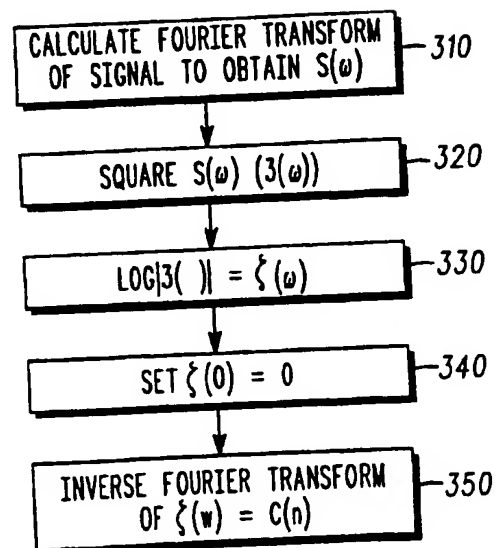 CALCULATE FOURIER TRANSFORM
OF SIGNAL TO OBTAIN S(ω)
310
SQUARE S(ω) (3(ω))
320
LOG|3( )| = ζ(ω)
330
SET ζ(0) = 0
340
INVERSE FOURIER TRANSFORM
OF ζ(w) = C(n)
350